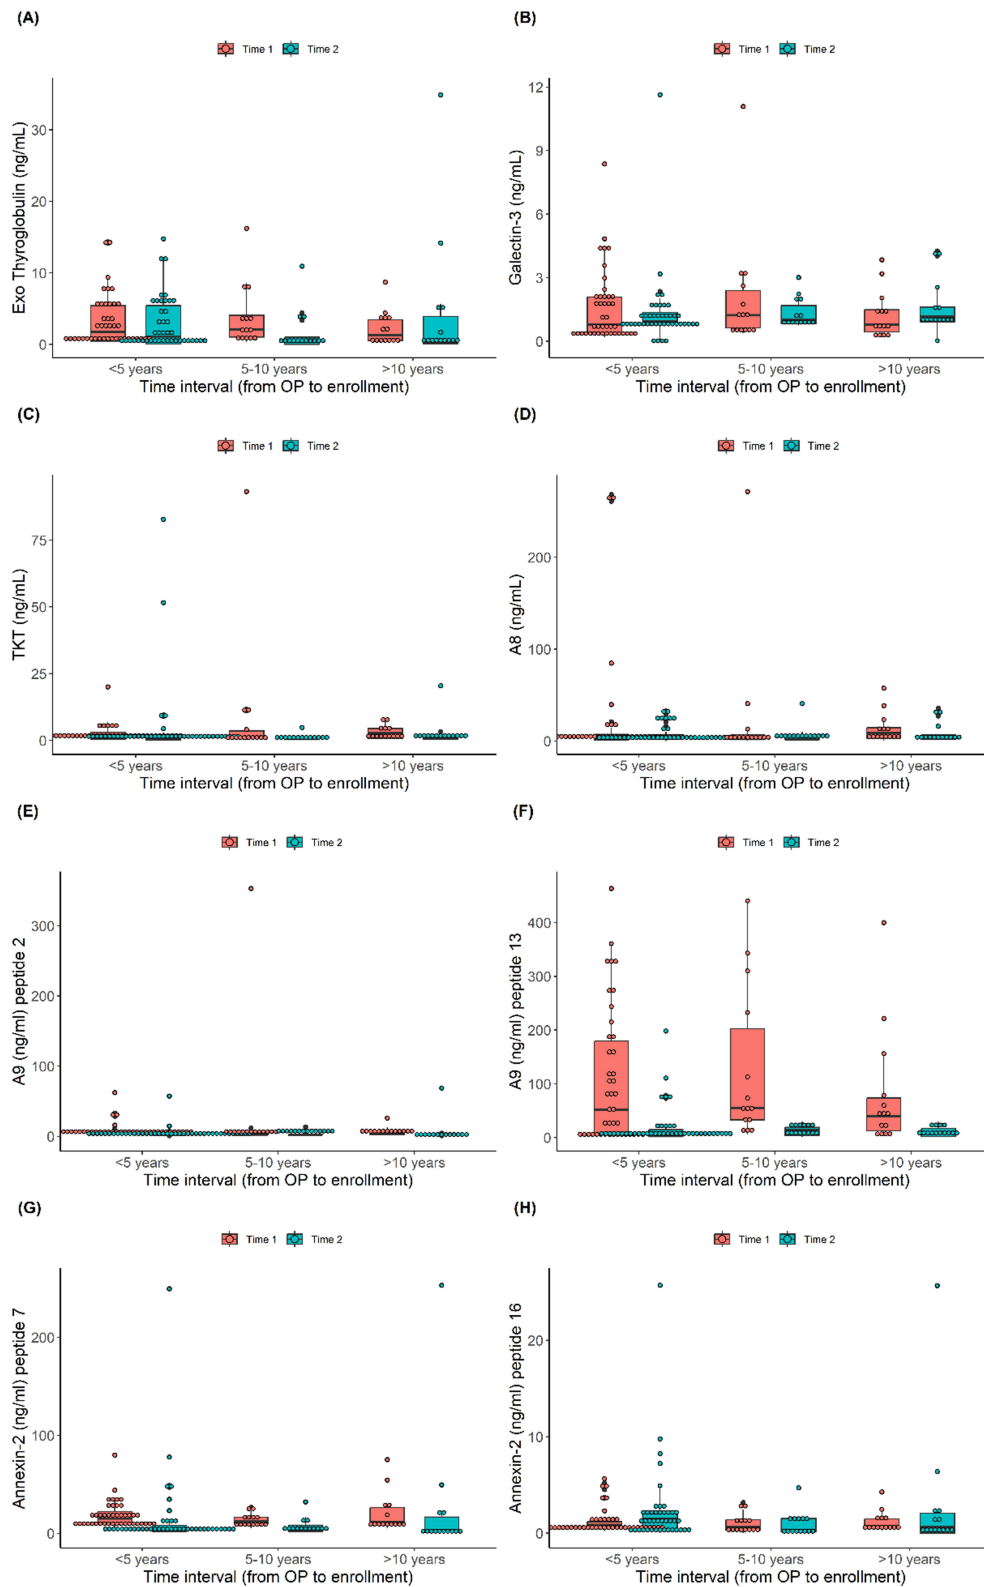 (A)
(B)
Time 1 Time 2
Time 1 Time 2
Exo Thyroglobulin (ng/mL)
30
20
10
0
<5 years 5-10 years >10 years
Time interval (from OP to enrollment)
Galectin-3 (ng/mL)
12
9
6
3
0
<5 years 5-10 years >10 years
Time interval (from OP to enrollment)
(C)
(D)
Time 1 Time 2
Time 1 Time 2
TKT (ng/mL)
75
50
25
0
<5 years 5-10 years >10 years
Time interval (from OP to enrollment)
A8 (ng/mL)
200
100
0
<5 years 5-10 years >10 years
Time interval (from OP to enrollment)
(E)
(F)
Time 1 Time 2
Time 1 Time 2
A9 (ng/ml) peptide 2
300
200
100
0
<5 years 5-10 years >10 years
Time interval (from OP to enrollment)
A9 (ng/ml) peptide 13
400
300
200
100
0
<5 years 5-10 years >10 years
Time interval (from OP to enrollment)
(G)
(H)
Time 1 Time 2
Time 1 Time 2
Annexin-2 (ng/ml) peptide 7
200
100
0
<5 years 5-10 years >10 years
Time interval (from OP to enrollment)
Annexin-2 (ng/ml) peptide 16
20
10
0
<5 years 5-10 years >10 years
Time interval (from OP to enrollment)